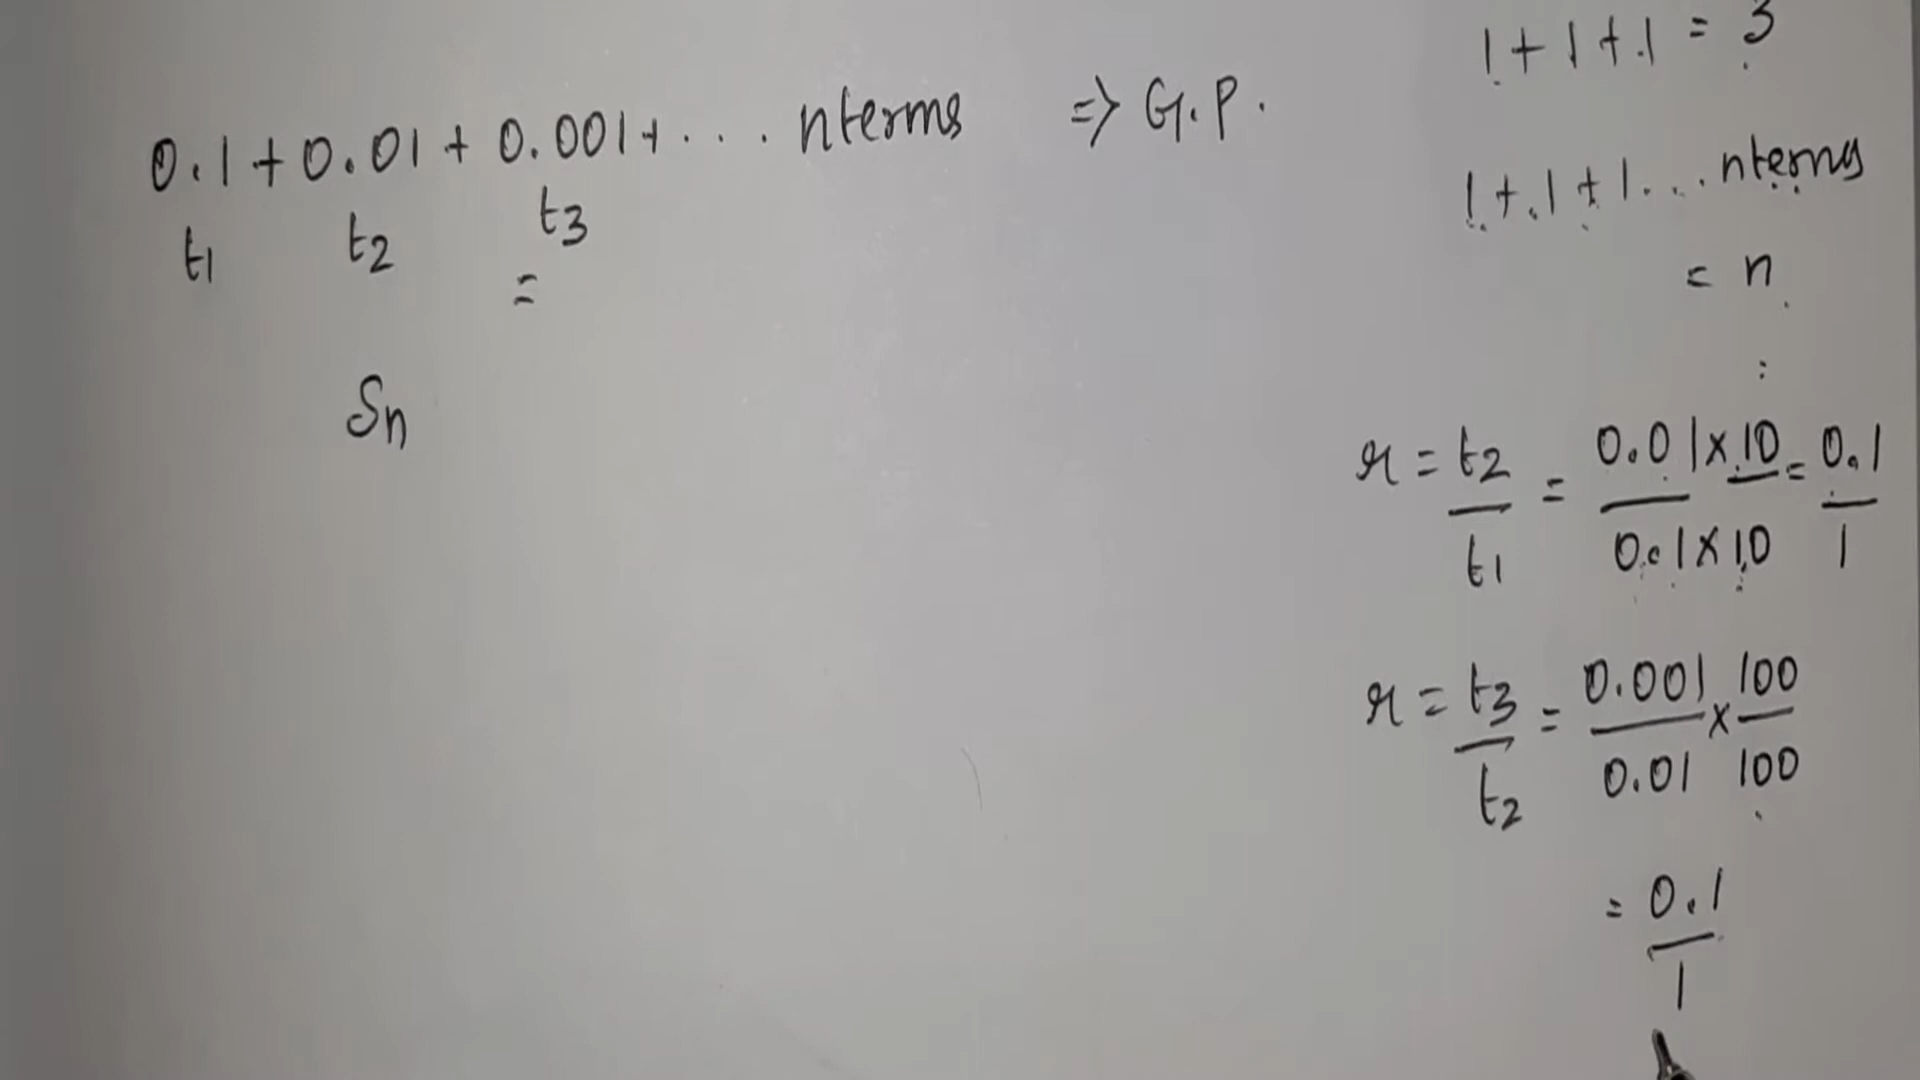 0.1 + 0.01 + 0.001 + ... nterms => G.P.
t1 t2 t3
=
Sn
1 + 1 + 1 = 3
1 + 1 + 1 ... nterms
= n
r = t2/t1 = 0.01 x 10 / 0.1 x 10 = 0.1/1
r = t3/t2 = 0.001/0.01 x 100/100
= 0.1/1